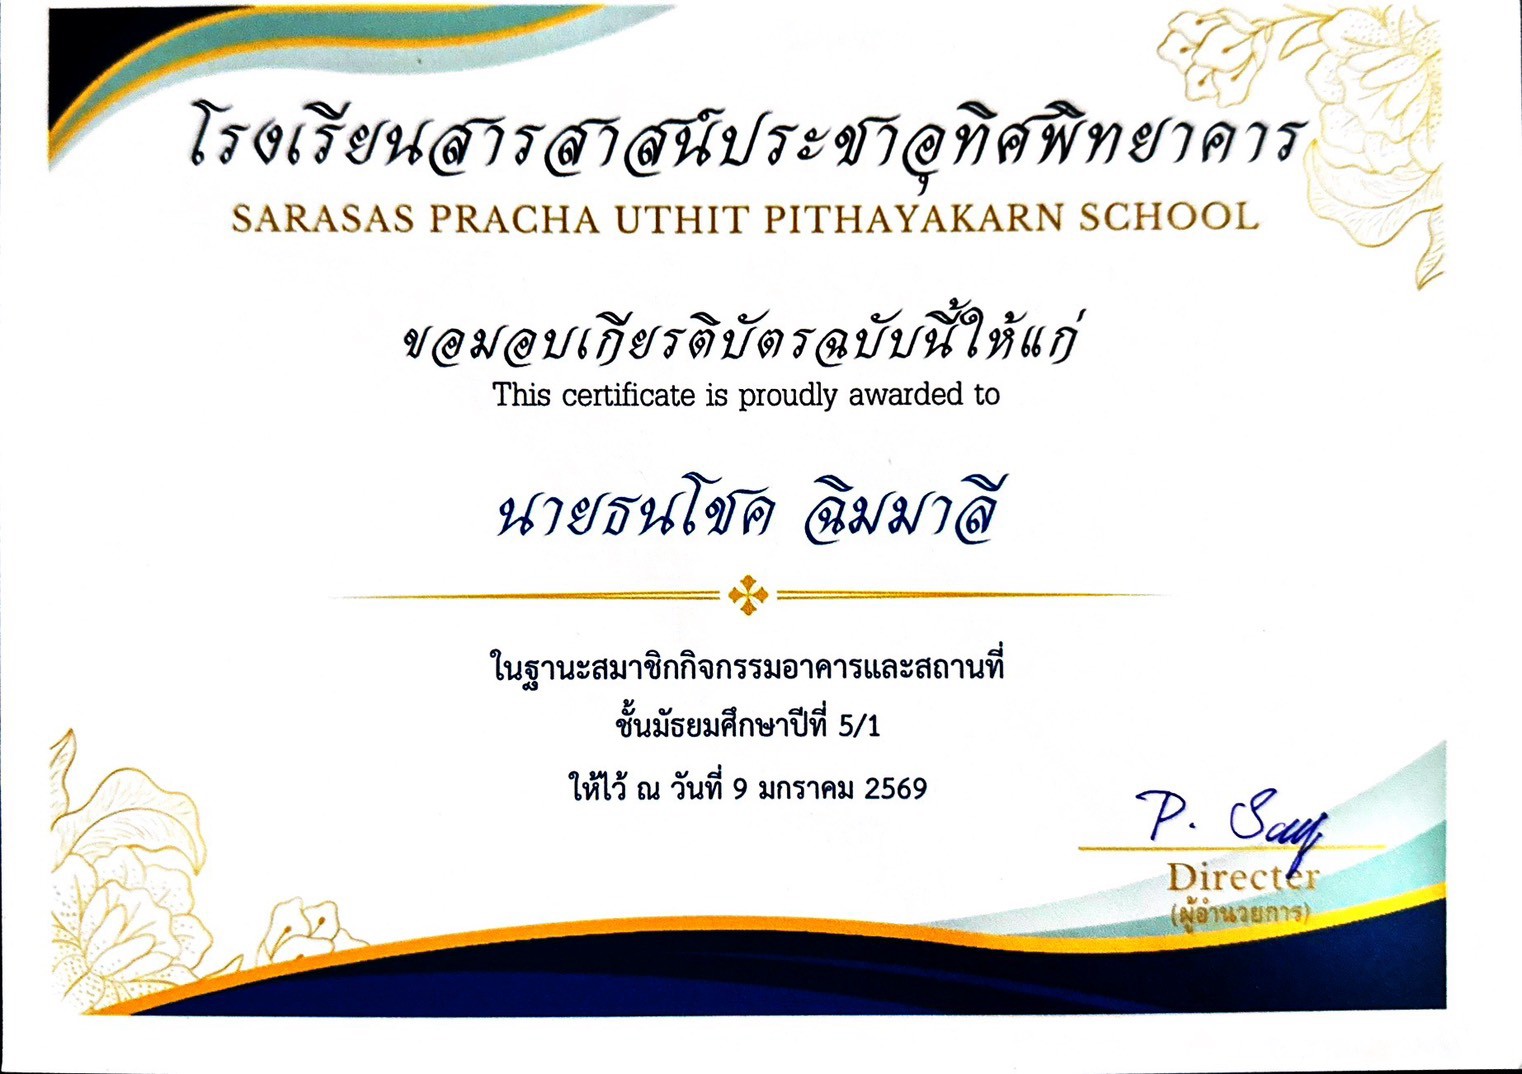 โรงเรียนสารสาสน์ประชาอุทิศพิทยาคาร
SARASAS PRACHA UTHIT PITHAYAKARN SCHOOL
ขอมอบเกียรติบัตรฉบับนี้ให้แก่
This certificate is proudly awarded to
นายธนโชค ฉิมมาลี
ในฐานะสมาชิกกิจกรรมอาคารและสถานที่
ชั้นมัธยมศึกษาปีที่ 5/1
ให้ไว้ ณ วันที่ 9 มกราคม 2569
P.
Directer
(ผู้อำนวยการ)